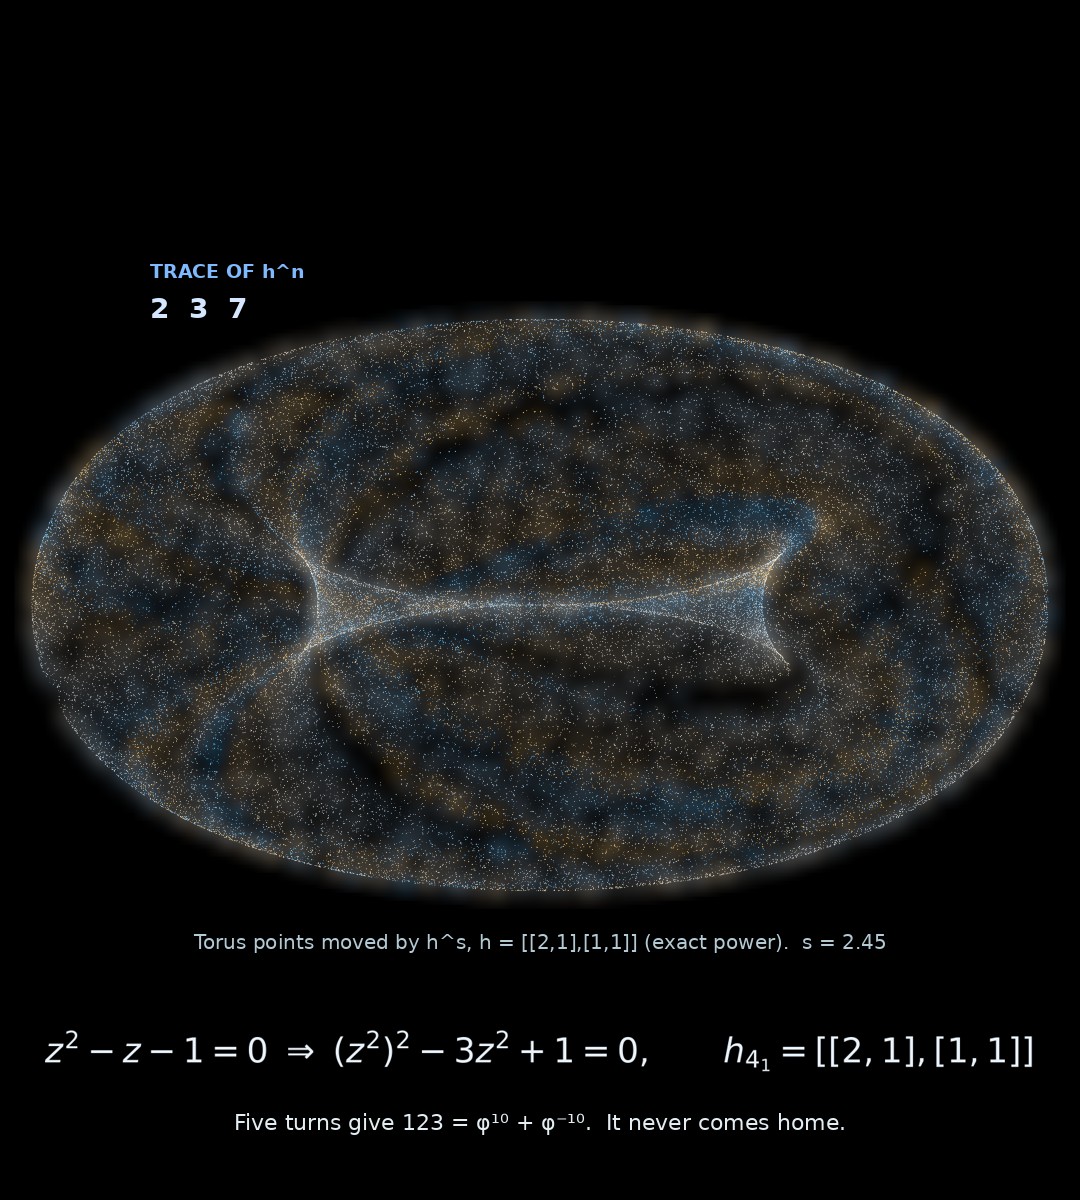 TRACE OF h^n
2 3 7
Torus points moved by h^s, h = [[2,1],[1,1]] (exact power). s = 2.45
z² − z − 1 = 0 ⇒ (z²)² − 3z² + 1 = 0, h₄₁ = [[2, 1], [1, 1]]
Five turns give 123 = φ¹⁰ + φ⁻¹⁰. It never comes home.